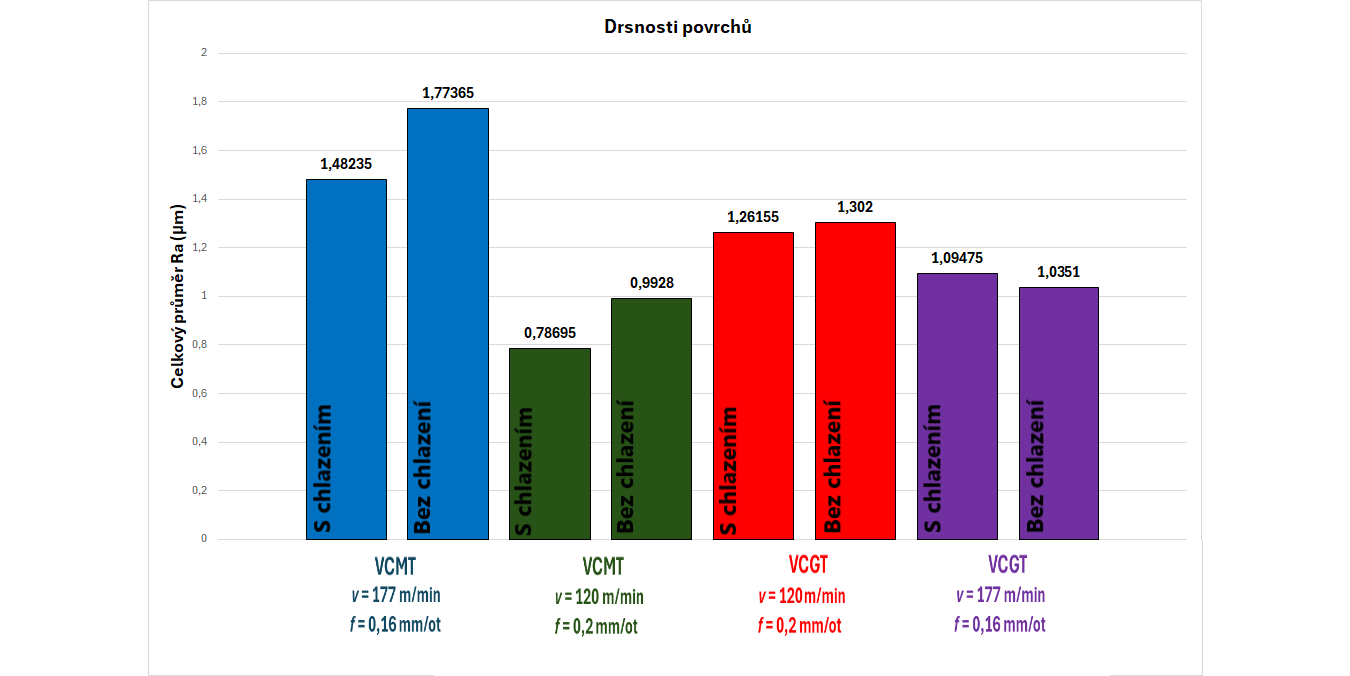 Drsnosti povrchů
Celkový průměr Ra (µm)
2
1,8
1,6
1,4
1,2
1
0,8
0,6
0,4
0,2
0
1,48235
1,77365
0,78695
0,9928
1,26155
1,302
1,09475
1,0351
S chlazením
Bez chlazení
S chlazením
Bez chlazení
S chlazením
Bez chlazení
S chlazením
Bez chlazení
VCMT
v = 177 m/min
f = 0,16 mm/ot
VCMT
v = 120 m/min
f = 0,2 mm/ot
VCGT
v = 120 m/min
f = 0,2 mm/ot
VCGT
v = 177 m/min
f = 0,16 mm/ot